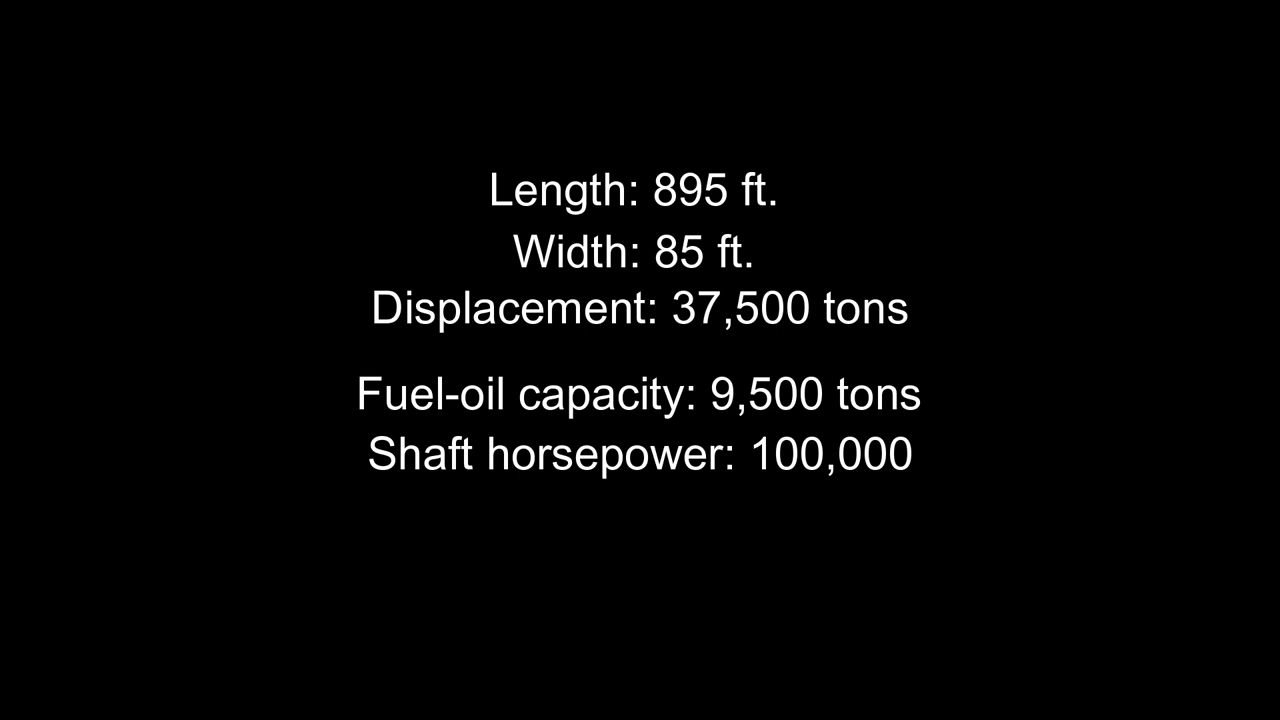 Length: 895 ft.
Width: 85 ft.
Displacement: 37,500 tons
Fuel-oil capacity: 9,500 tons
Shaft horsepower: 100,000